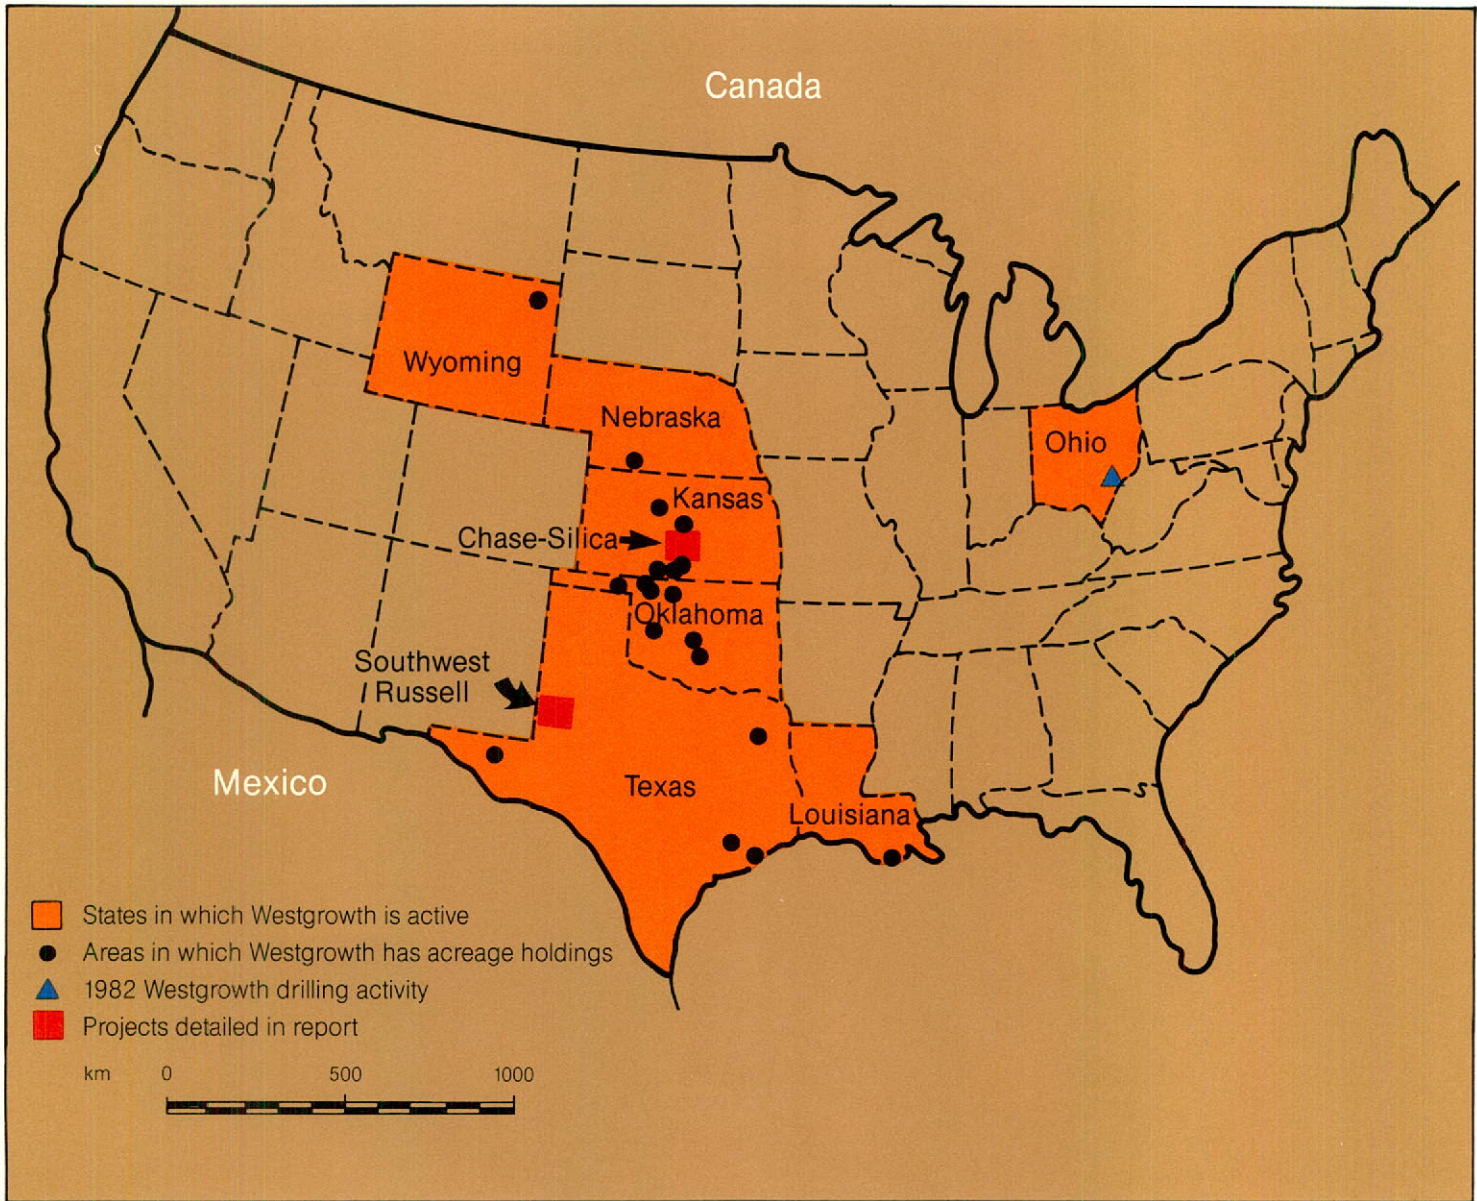 Canada
Wyoming
Nebraska
Ohio
Kansas
Chase-Silica
Oklahoma
Southwest
Russell
Mexico
Texas
Louisiana
States in which Westgrowth is active
Areas in which Westgrowth has acreage holdings
1982 Westgrowth drilling activity
Projects detailed in report
km 0 500 1000